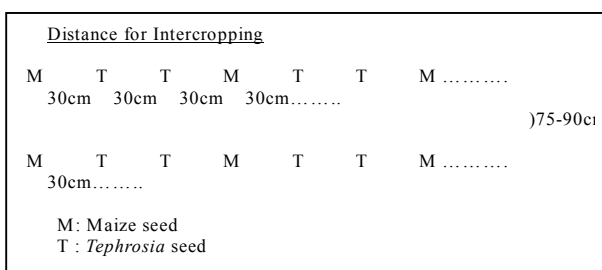 Distance for Intercropping
M T T M T T M ……….
30cm 30cm 30cm 30cm……..
)75-90c
M T T M T T M ……….
30cm……..
M: Maize seed
T : Tephrosia seed